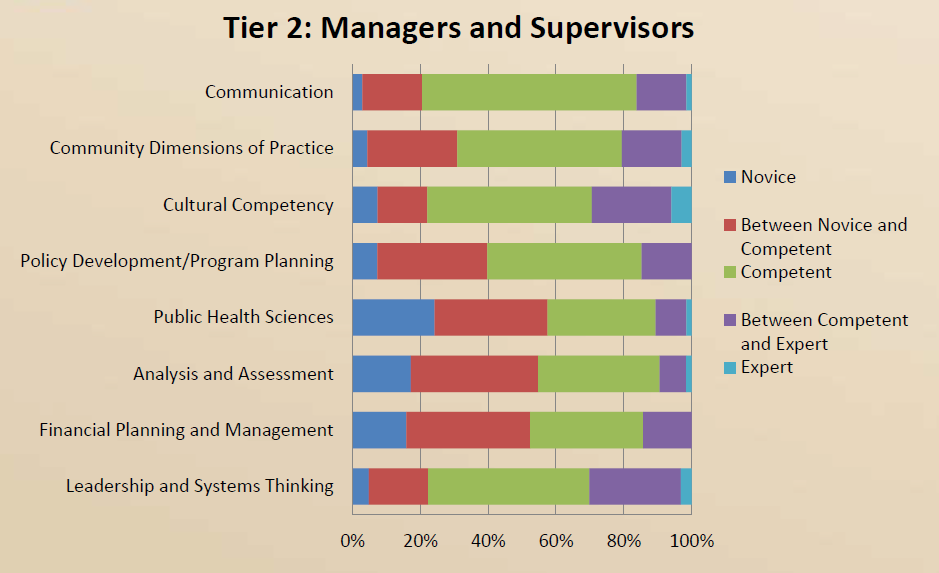 Tier 2: Managers and Supervisors
Communication
Community Dimensions of Practice
Cultural Competency
Policy Development/Program Planning
Public Health Sciences
Analysis and Assessment
Financial Planning and Management
Leadership and Systems Thinking
0% 20% 40% 60% 80% 100%
Novice
Between Novice and
Competent
Competent
Between Competent
and Expert
Expert